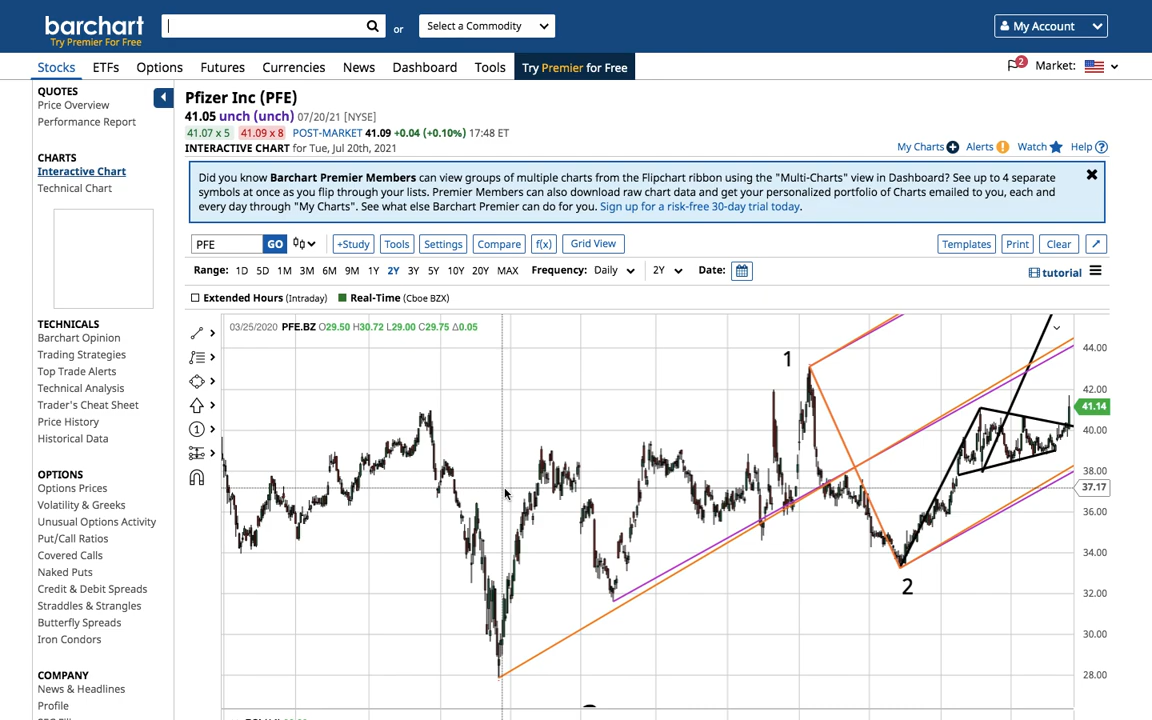 barchart
Try Premier For Free
or
Select a Commodity
My Account
Stocks ETFs Options Futures Currencies News Dashboard Tools Try Premier for Free
2 Market:
QUOTES
Price Overview
Performance Report
CHARTS
Interactive Chart
Technical Chart
TECHNICALS
Barchart Opinion
Trading Strategies
Top Trade Alerts
Technical Analysis
Trader's Cheat Sheet
Price History
Historical Data
OPTIONS
Options Prices
Volatility & Greeks
Unusual Options Activity
Put/Call Ratios
Covered Calls
Naked Puts
Credit & Debit Spreads
Straddles & Strangles
Butterfly Spreads
Iron Condors
COMPANY
News & Headlines
Profile
Pfizer Inc (PFE)
41.05 unch (unch) 07/20/21 [NYSE]
41.07 x 5 41.09 x 8 POST-MARKET 41.09 +0.04 (+0.10%) 17:48 ET
INTERACTIVE CHART for Tue, Jul 20th, 2021
My Charts Alerts Watch Help
Did you know Barchart Premier Members can view groups of multiple charts from the Flipchart ribbon using the "Multi-Charts" view in Dashboard? See up to 4 separate
symbols at once as you flip through your lists. Premier Members can also download raw chart data and get your personalized portfolio of Charts emailed to you, each and
every day through "My Charts". See what else Barchart Premier can do for you. Sign up for a risk-free 30-day trial today.
PFE GO +Study Tools Settings Compare f(x) Grid View Templates Print Clear
Range: 1D 5D 1M 3M 6M 9M 1Y 2Y 3Y 5Y 10Y 20Y MAX Frequency: Daily 2Y Date:
tutorial
Extended Hours (Intraday) Real-Time (Cboe BZX)
03/25/2020 PFE.BZ O29.50 H30.72 L29.00 C29.75 Δ0.05
1
2
44.00
42.00
41.14
40.00
38.00
37.17
36.00
34.00
32.00
30.00
28.00